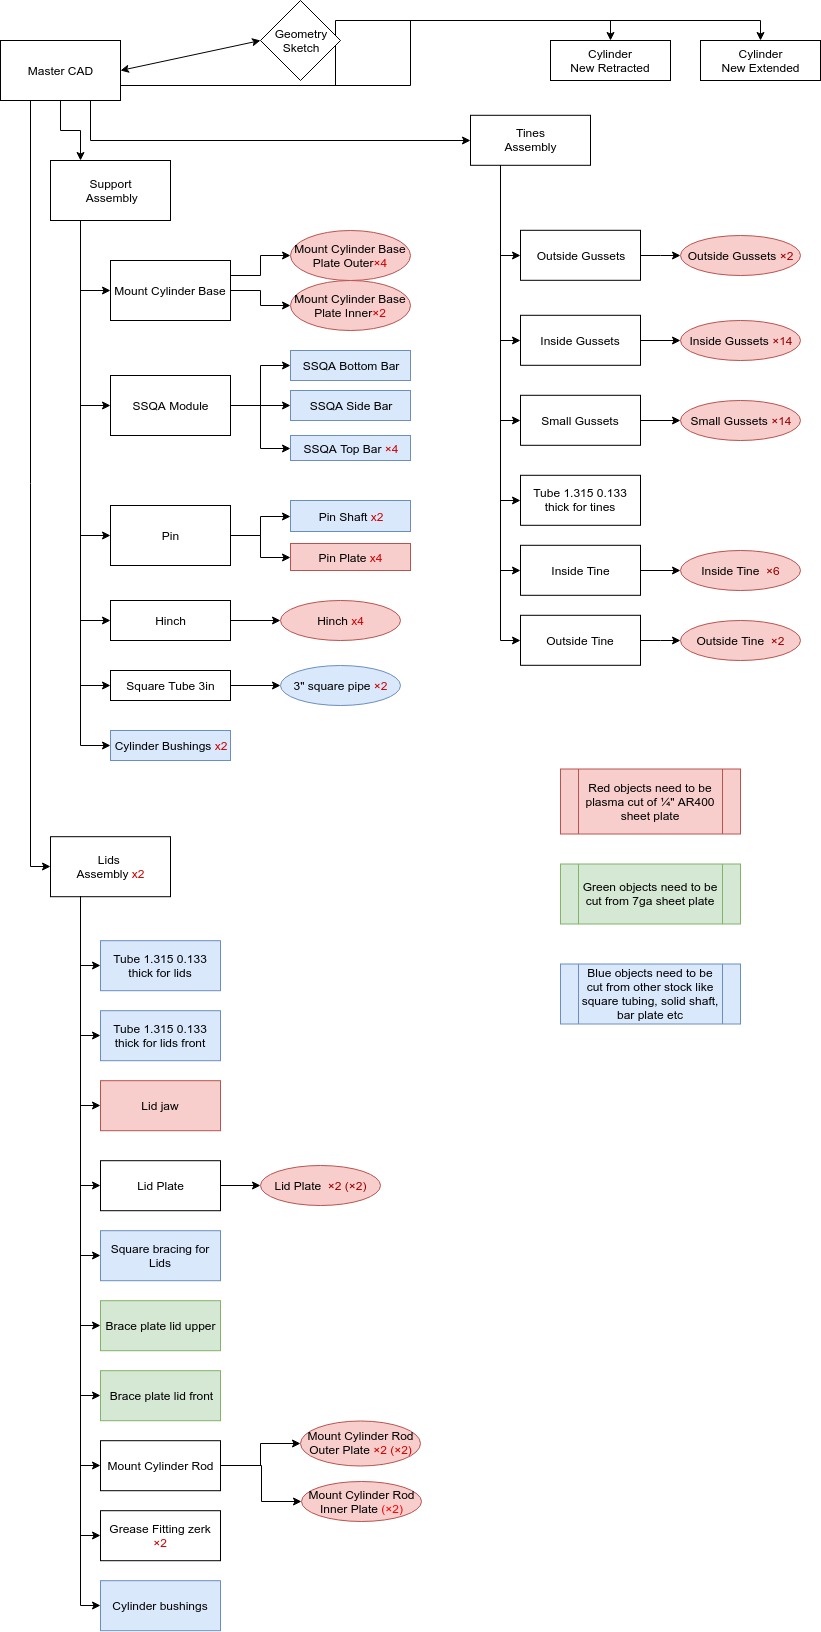 Geometry
Sketch
Master CAD
Cylinder
New Retracted
Cylinder
New Extended
Tines
Assembly
Support
Assembly
Mount Cylinder Base
Mount Cylinder Base
Plate Outer×4
Mount Cylinder Base
Plate Inner×2
SSQA Module
SSQA Bottom Bar
SSQA Side Bar
SSQA Top Bar ×4
Pin
Pin Shaft x2
Pin Plate x4
Hinch
Hinch x4
Square Tube 3in
3" square pipe ×2
Cylinder Bushings x2
Outside Gussets
Outside Gussets ×2
Inside Gussets
Inside Gussets ×14
Small Gussets
Small Gussets ×14
Tube 1.315 0.133
thick for tines
Inside Tine
Inside Tine ×6
Outside Tine
Outside Tine ×2
Red objects need to be
plasma cut of ¼" AR400
sheet plate
Green objects need to be
cut from 7ga sheet plate
Blue objects need to be
cut from other stock like
square tubing, solid shaft,
bar plate etc
Lids
Assembly x2
Tube 1.315 0.133
thick for lids
Tube 1.315 0.133
thick for lids front
Lid jaw
Lid Plate
Lid Plate ×2 (×2)
Square bracing for
Lids
Brace plate lid upper
Brace plate lid front
Mount Cylinder Rod
Mount Cylinder Rod
Outer Plate ×2 (×2)
Mount Cylinder Rod
Inner Plate (×2)
Grease Fitting zerk
×2
Cylinder bushings